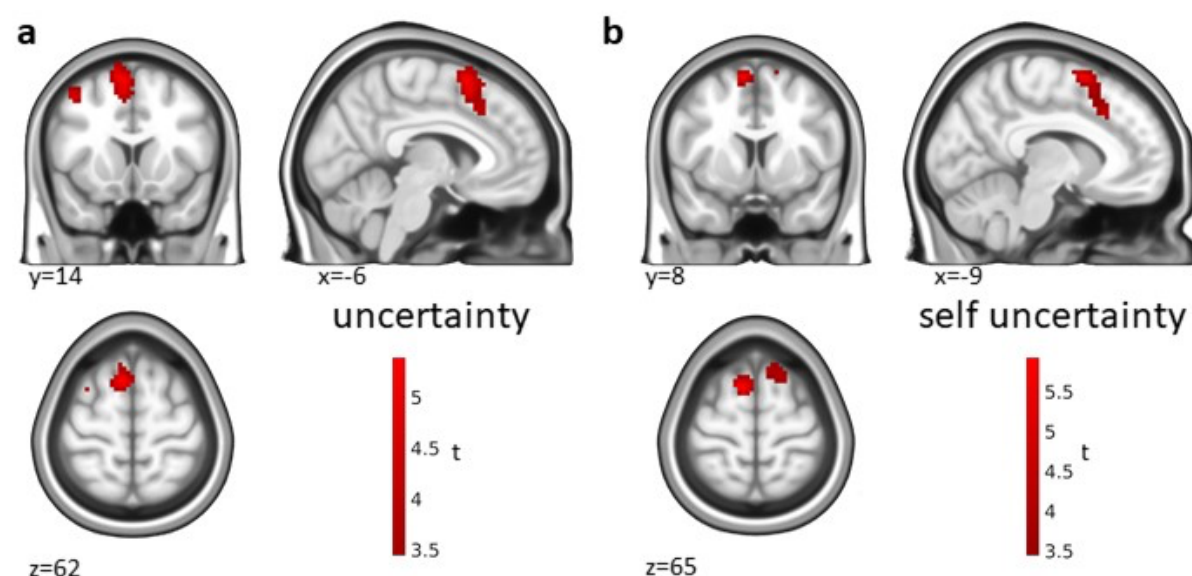 a
y=14
x=-6
uncertainty
5
4.5
t
4
3.5
z=62
b
y=8
x=-9
self uncertainty
5.5
5
t
4.5
4
3.5
z=65